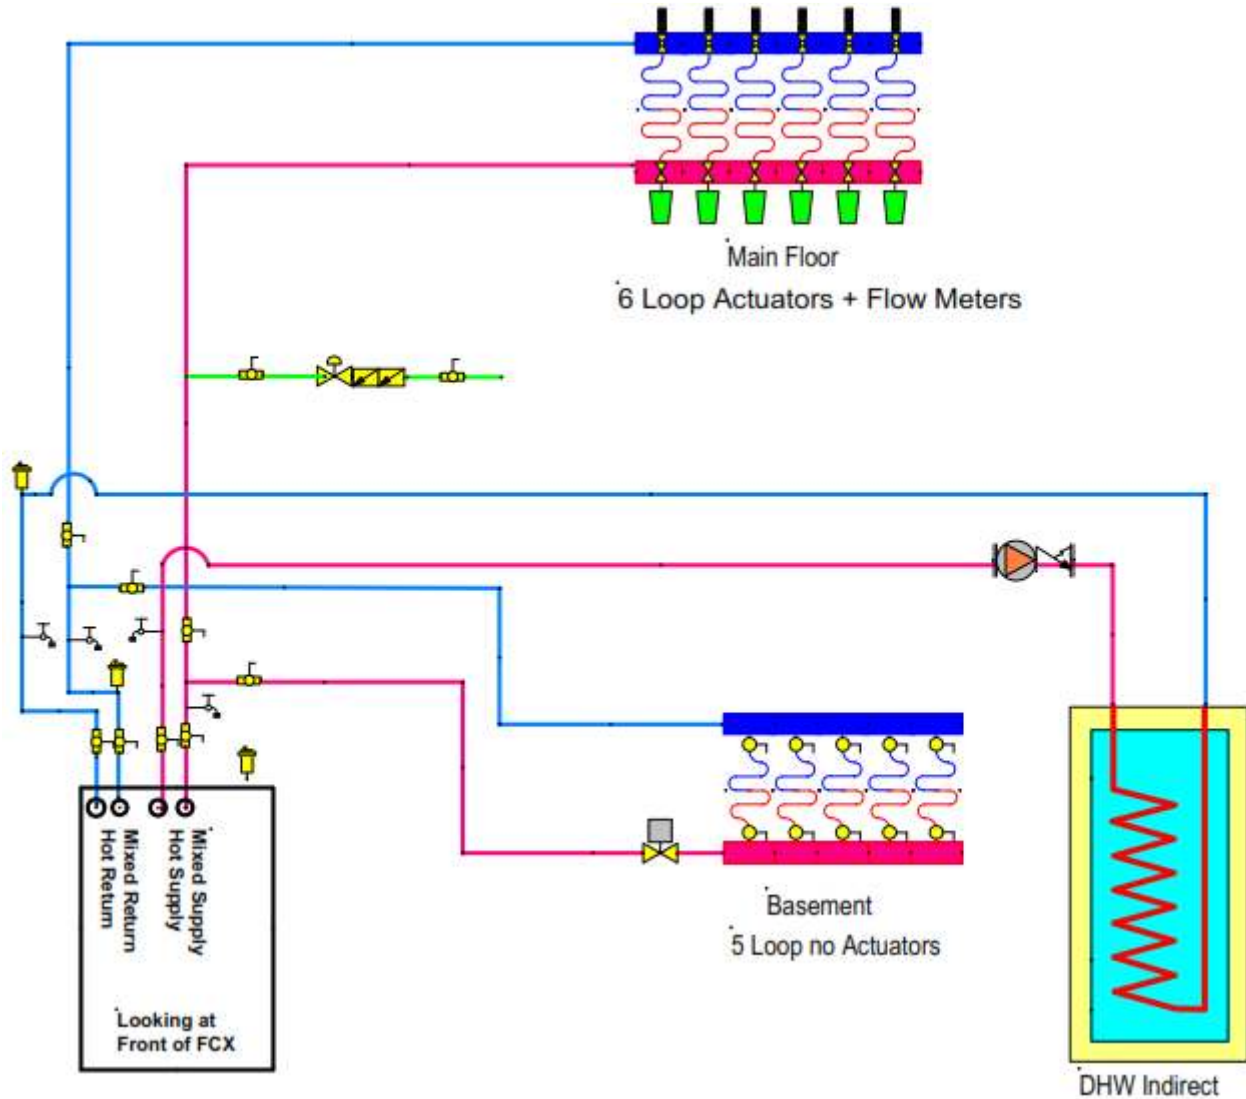 Main Floor
6 Loop Actuators + Flow Meters
Mixed Supply
Hot Supply
Mixed Return
Hot Return
Basement
5 Loop no Actuators
Looking at
Front of FCX
DHW Indirect